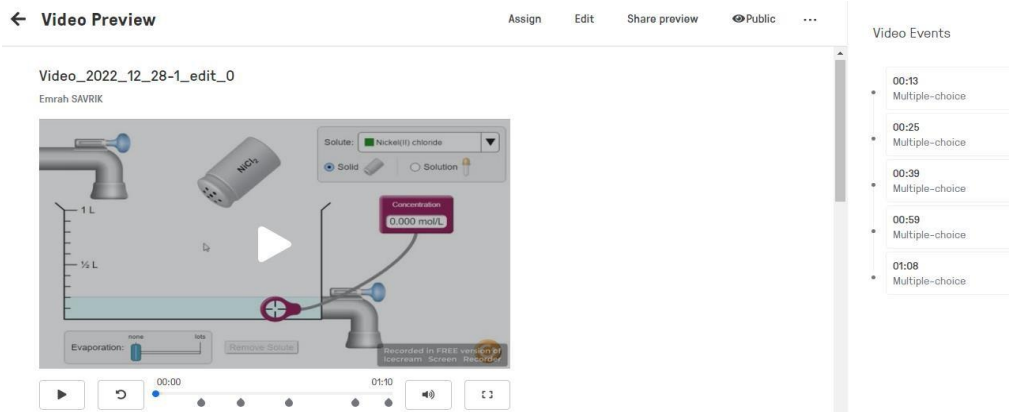 Video Preview
Assign Edit Share preview Public ...
Video Events
Video_2022_12_28-1_edit_0
Emrah SAVRIK
Solute: Nickel(II) chloride
Solid Solution
NiCl₂
Concentration
0.000 mol/L
1 L
½ L
none lots
Evaporation:
Remove Solute
Recorded in FREE version of
Icecream Screen Recorder
00:00 01:10
00:13
Multiple-choice
00:25
Multiple-choice
00:39
Multiple-choice
00:59
Multiple-choice
01:08
Multiple-choice